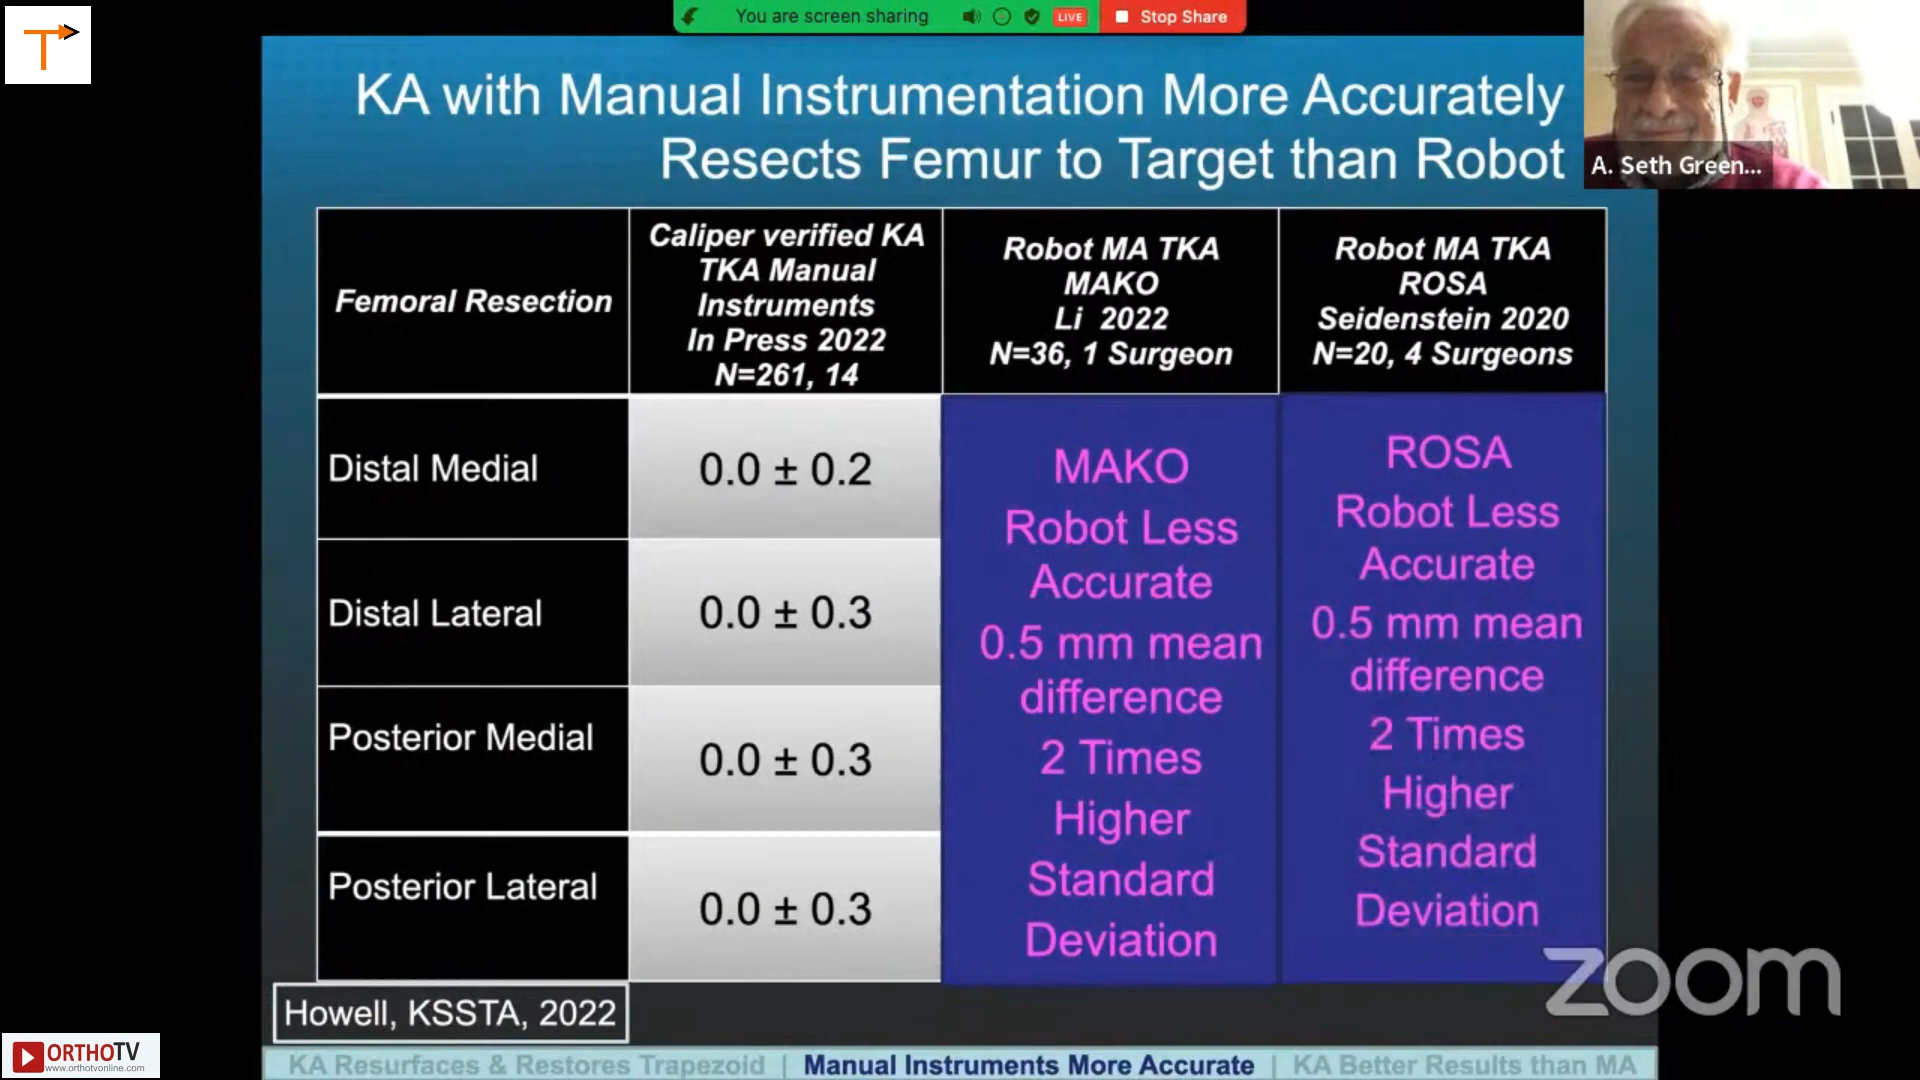 You are screen sharing
LIVE
Stop Share
T
KA with Manual Instrumentation More Accurately
Resects Femur to Target than Robot
A. Seth Green...
Femoral Resection
Caliper verified KA
TKA Manual
Instruments
In Press 2022
N=261, 14
Robot MA TKA
MAKO
Li 2022
N=36, 1 Surgeon
Robot MA TKA
ROSA
Seidenstein 2020
N=20, 4 Surgeons
Distal Medial
0.0 ± 0.2
Distal Lateral
0.0 ± 0.3
Posterior Medial
0.0 ± 0.3
Posterior Lateral
0.0 ± 0.3
MAKO
Robot Less
Accurate
0.5 mm mean
difference
2 Times
Higher
Standard
Deviation
ROSA
Robot Less
Accurate
0.5 mm mean
difference
2 Times
Higher
Standard
Deviation
zoom
Howell, KSSTA, 2022
ORTHOTV
www.orthotvonline.com
KA Resurfaces & Restores Trapezoid | Manual Instruments More Accurate | KA Better Results than MA